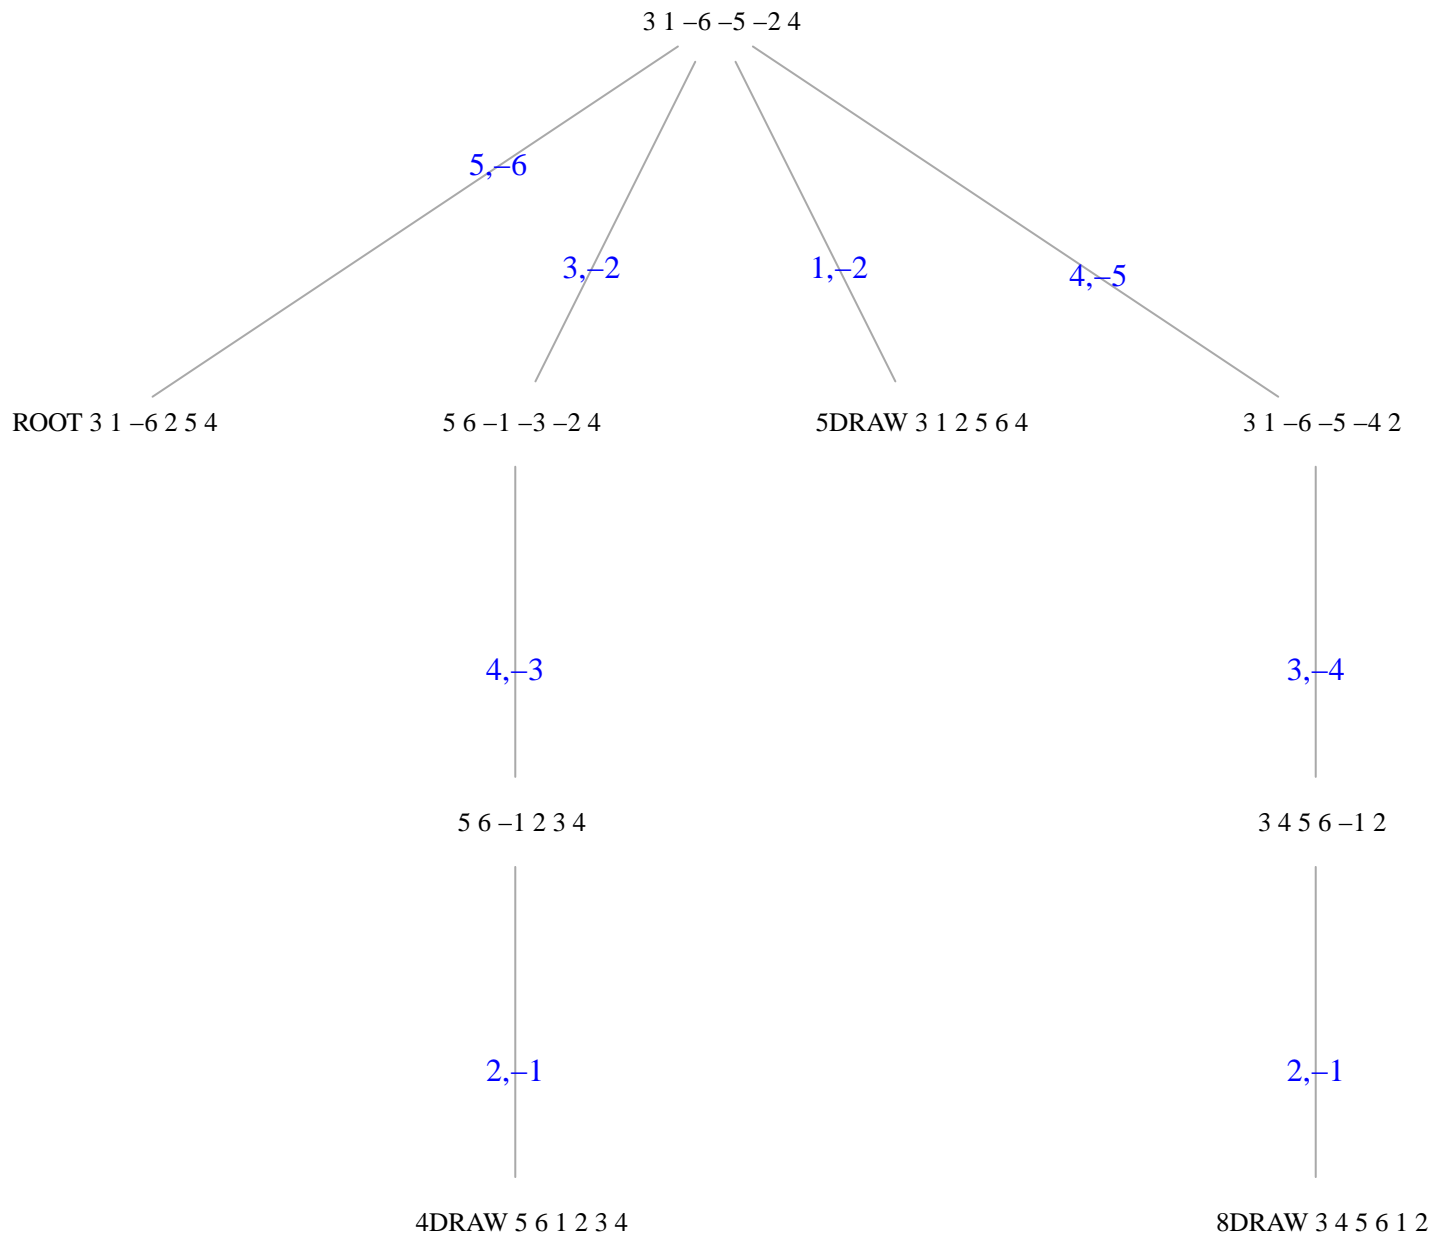 3 1 –6 –5 –2 4
5,–6
3,–2
1,–2
4,–5
ROOT 3 1 –6 2 5 4
5 6 –1 –3 –2 4
5DRAW 3 1 2 5 6 4
3 1 –6 –5 –4 2
4,–3
3,–4
5 6 –1 2 3 4
3 4 5 6 –1 2
2,–1
2,–1
4DRAW 5 6 1 2 3 4
8DRAW 3 4 5 6 1 2